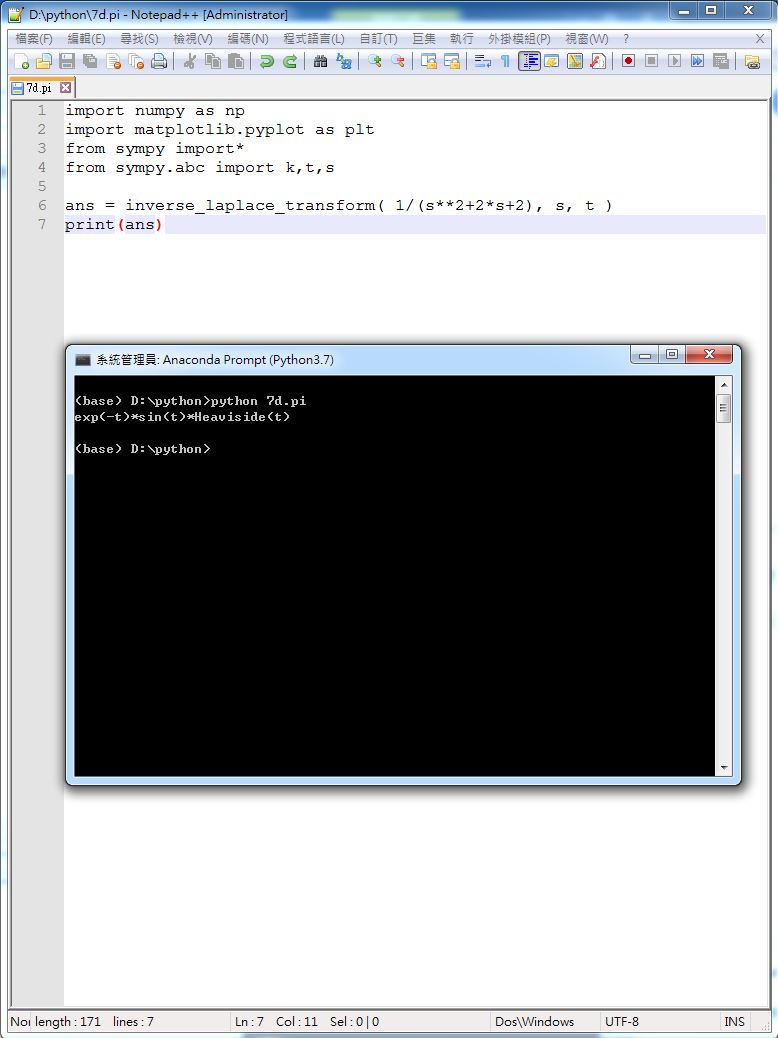 D:\python\7d.pi - Notepad++ [Administrator]
檔案(F) 編輯(E) 尋找(S) 檢視(V) 編碼(N) 程式語言(L) 自訂(T) 巨集 執行 外掛模組(P) 視窗(W) ? X
7d.pi
1 import numpy as np
2 import matplotlib.pyplot as plt
3 from sympy import*
4 from sympy.abc import k,t,s
5
6 ans = inverse_laplace_transform( 1/(s**2+2*s+2), s, t )
7 print(ans)
系統管理員: Anaconda Prompt (Python3.7)
(base) D:\python>python 7d.pi
exp(-t)*sin(t)*Heaviside(t)
(base) D:\python>
length : 171 lines : 7 Ln : 7 Col : 11 Sel : 0 | 0 Dos\Windows UTF-8 INS